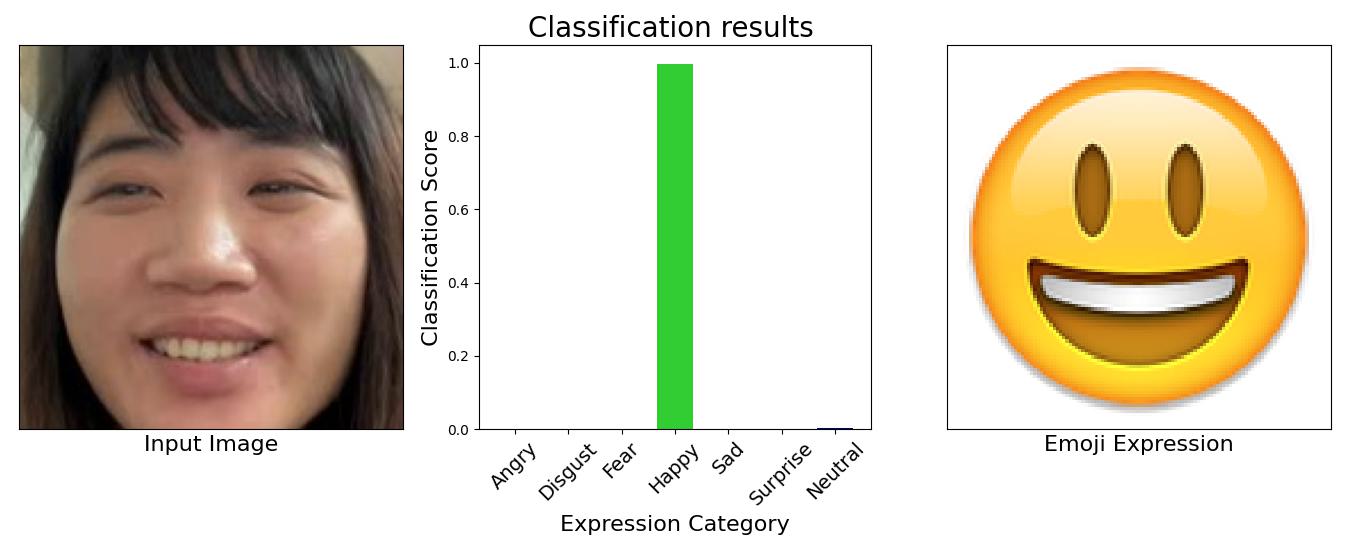 Classification results
Classification Score
1.0
0.8
0.6
0.4
0.2
0.0
Angry
Disgust
Fear
Happy
Sad
Surprise
Neutral
Expression Category
Input Image
Emoji Expression